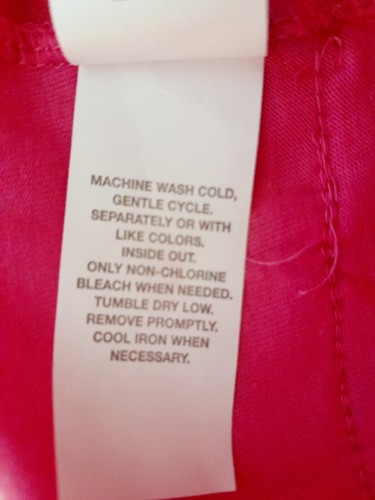 MACHINE WASH COLD,
GENTLE CYCLE.
SEPARATELY OR WITH
LIKE COLORS.
INSIDE OUT.
ONLY NON-CHLORINE
BLEACH WHEN NEEDED.
TUMBLE DRY LOW.
REMOVE PROMPTLY.
COOL IRON WHEN
NECESSARY.